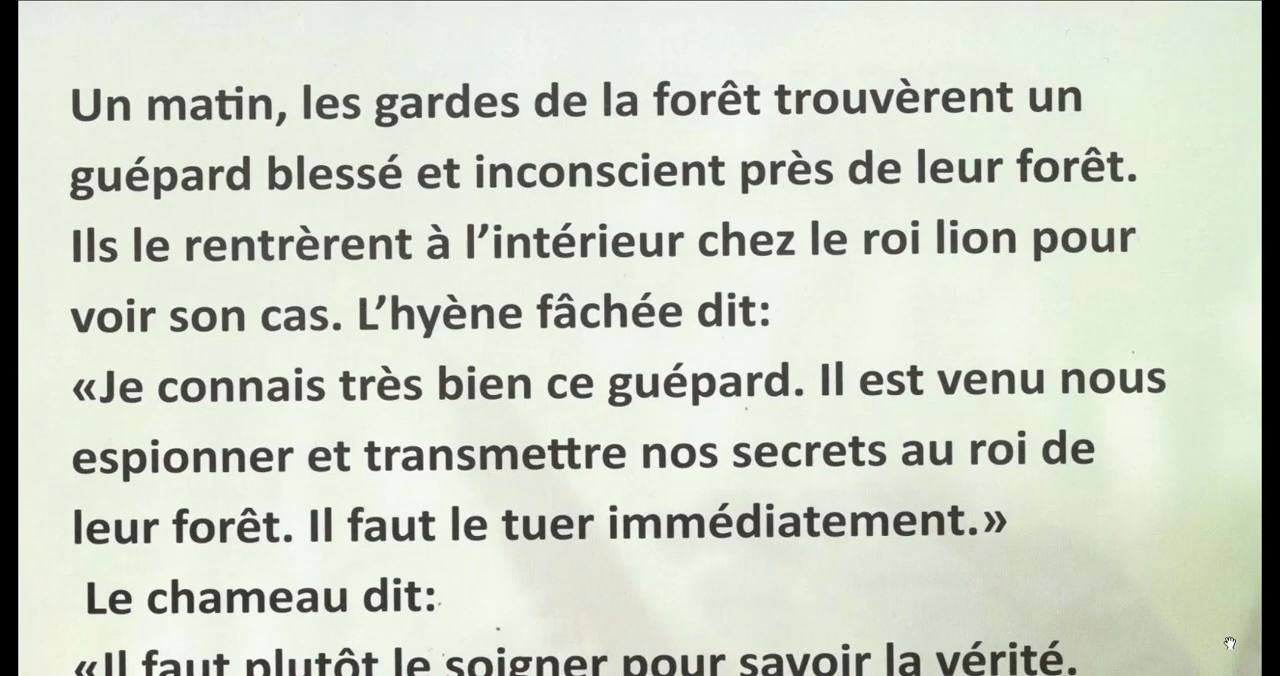 Un matin, les gardes de la forêt trouvèrent un
guépard blessé et inconscient près de leur forêt.
Ils le rentrèrent à l’intérieur chez le roi lion pour
voir son cas. L’hyène fâchée dit:
«Je connais très bien ce guépard. Il est venu nous
espionner et transmettre nos secrets au roi de
leur forêt. Il faut le tuer immédiatement.»
Le chameau dit:
«Il faut plutôt le soigner pour savoir la vérité.